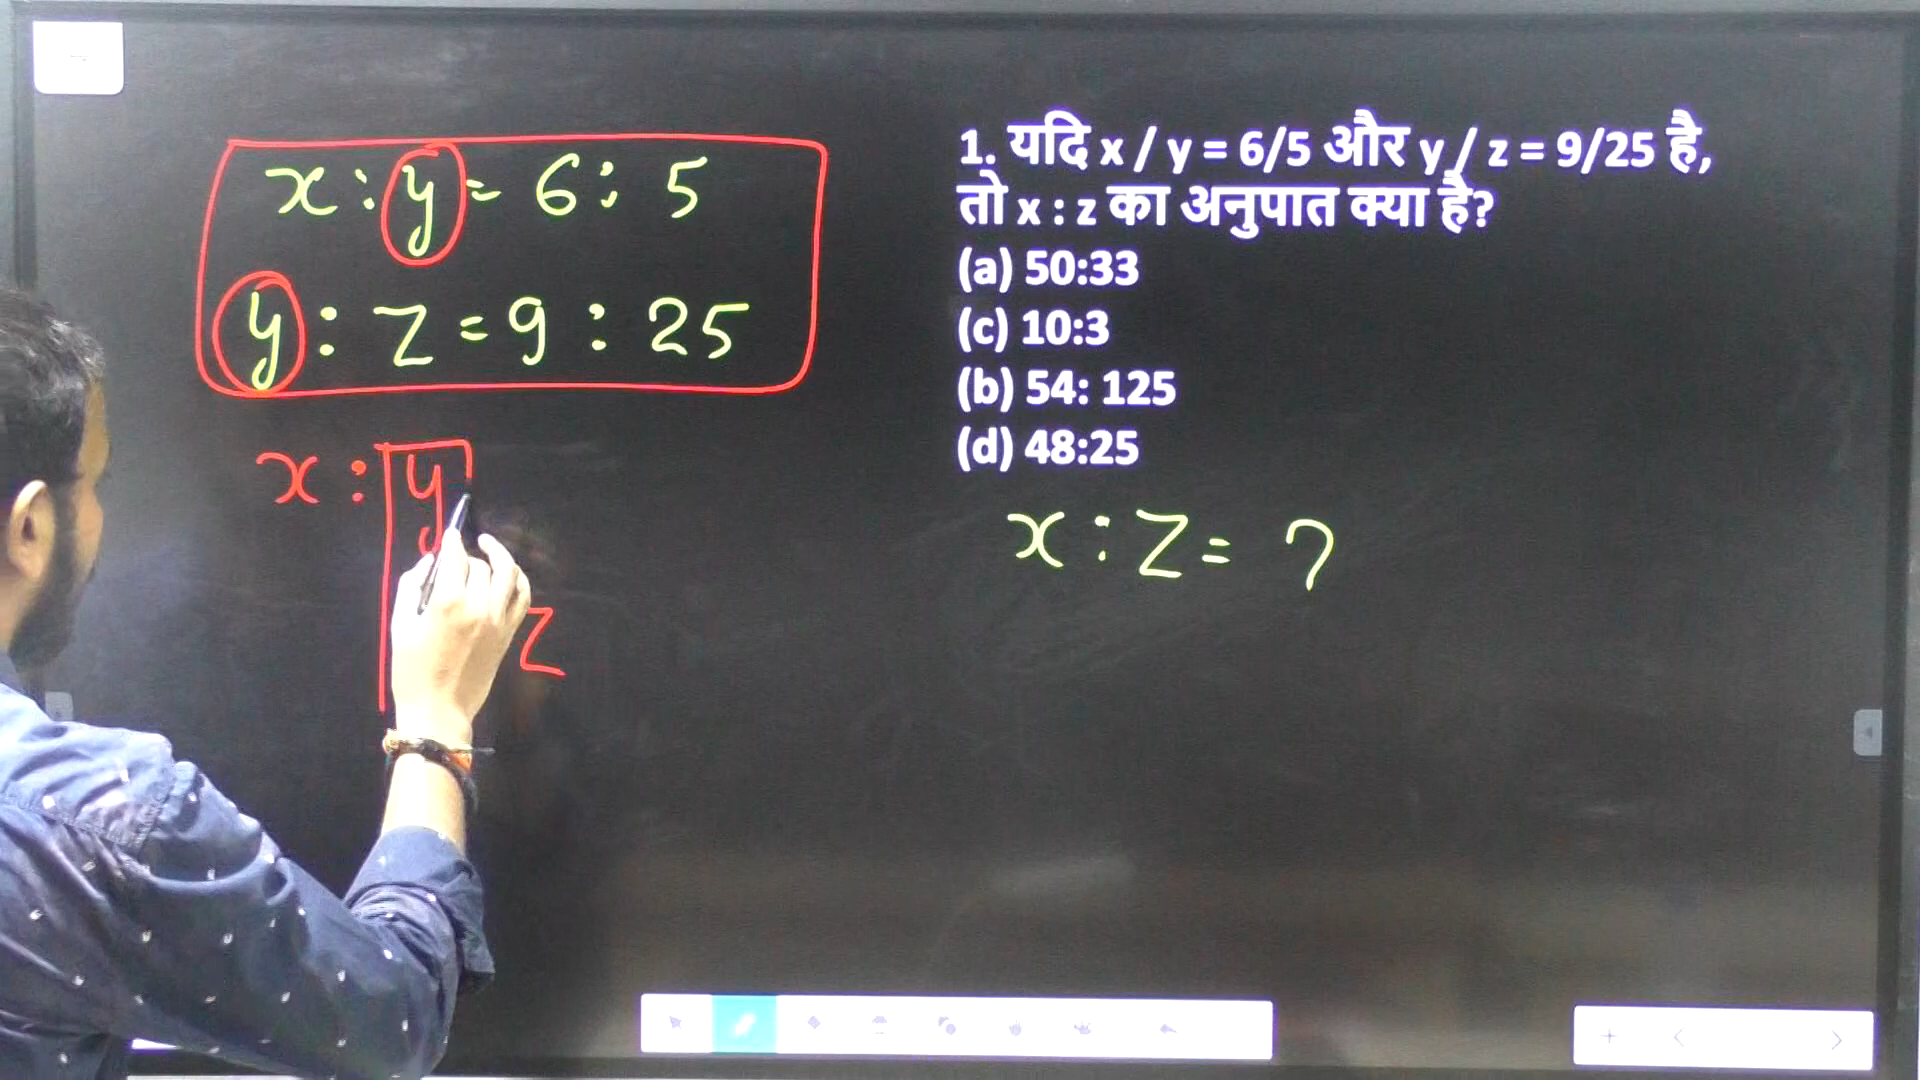 x : y = 6 : 5
y : z = 9 : 25
x : y
z
1. यदि x / y = 6/5 और y / z = 9/25 है,
तो x : z का अनुपात क्या है?
(a) 50:33
(c) 10:3
(b) 54: 125
(d) 48:25
x : z = ?